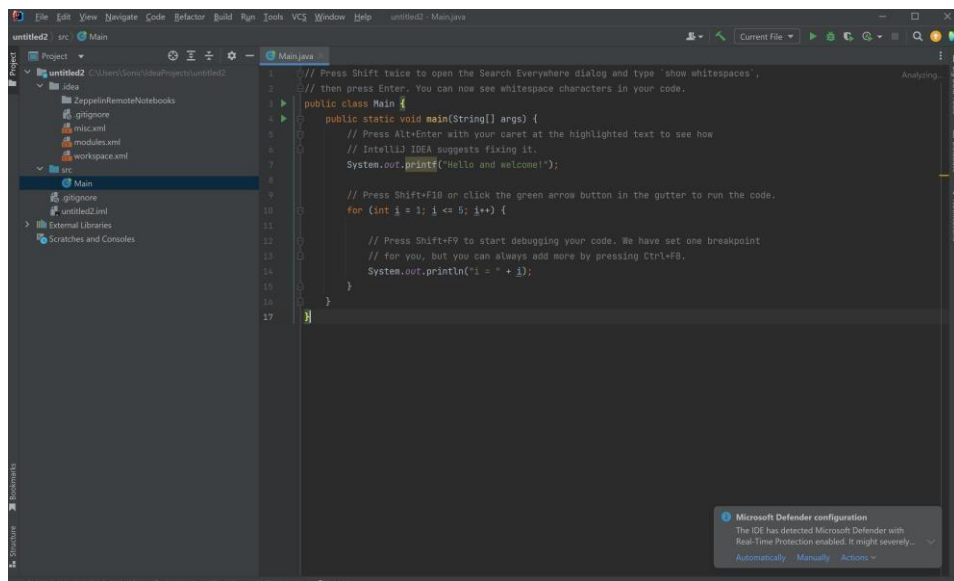 File Edit View Navigate Code Refactor Build Run Tools VCS Window Help untitled2 - Main.java
untitled2 src Main
Current File
Project
Main.java
untitled2 C:\Users\Sonic\IdeaProjects\untitled2
.idea
ZeppelinRemoteNotebooks
.gitignore
misc.xml
modules.xml
workspace.xml
src
Main
.gitignore
untitled2.iml
External Libraries
Scratches and Consoles
Project
Bookmarks
Structure
Analyzing...
1 // Press Shift twice to open the Search Everywhere dialog and type `show whitespaces`,
2 // then press Enter. You can now see whitespace characters in your code.
3 public class Main {
4 public static void main(String[] args) {
5 // Press Alt+Enter with your caret at the highlighted text to see how
6 // IntelliJ IDEA suggests fixing it.
7 System.out.printf("Hello and welcome!");
8
9 // Press Shift+F10 or click the green arrow button in the gutter to run the code.
10 for (int i = 1; i <= 5; i++) {
11
12 // Press Shift+F9 to start debugging your code. We have set one breakpoint
13 // for you, but you can always add more by pressing Ctrl+F8.
14 System.out.println("i = " + i);
15 }
16 }
17 }
Microsoft Defender configuration
The IDE has detected Microsoft Defender with
Real-Time Protection enabled. It might severely...
Automatically Manually Actions